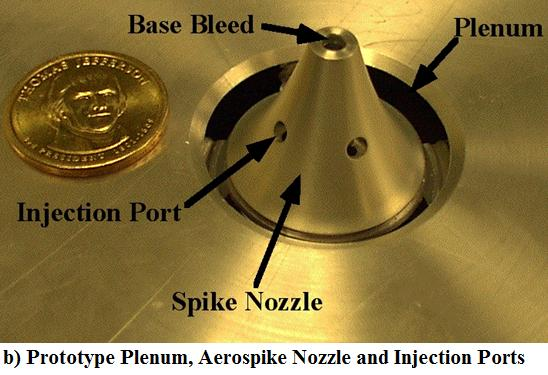 Base Bleed
Plenum
THOMAS JEFFERSON
Injection Port
Spike Nozzle
b) Prototype Plenum, Aerospike Nozzle and Injection Ports